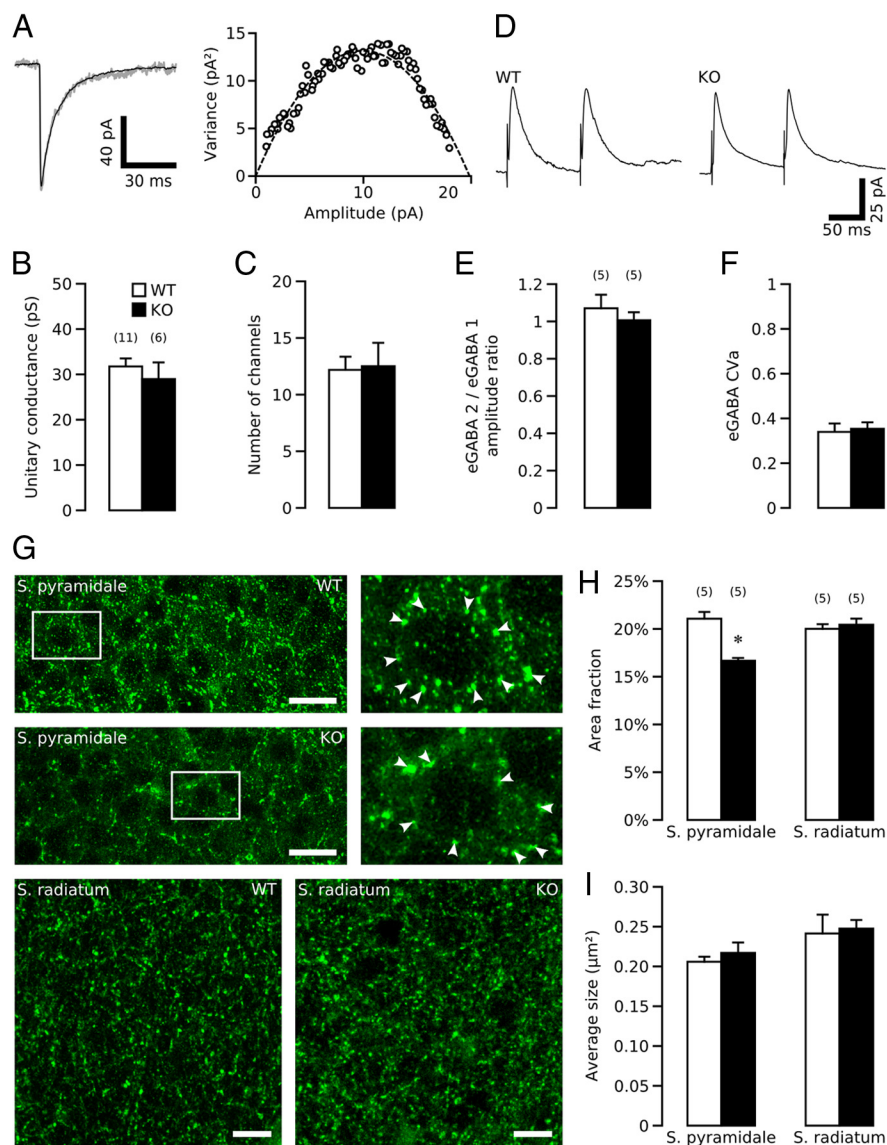 A
40 pA
30 ms
Variance (pA²)
15
10
5
0
0
10
20
Amplitude (pA)
D
WT
KO
25 pA
50 ms
B
Unitary conductance (pS)
50
40
30
20
10
0
WT
KO
(11)
(6)
C
Number of channels
20
15
10
5
0
E
eGABA 2 / eGABA 1
amplitude ratio
1.2
1
0.8
0.6
0.4
0.2
0
(5)
(5)
F
eGABA CVa
1
0.8
0.6
0.4
0.2
0
G
S. pyramidale
WT
S. pyramidale
KO
S. radiatum
WT
S. radiatum
KO
H
Area fraction
25%
20%
15%
10%
5%
0%
(5)
(5)
*
(5)
(5)
S. pyramidale
S. radiatum
I
Average size (µm²)
0.30
0.25
0.20
0.15
0.10
0.05
0
S. pyramidale
S. radiatum